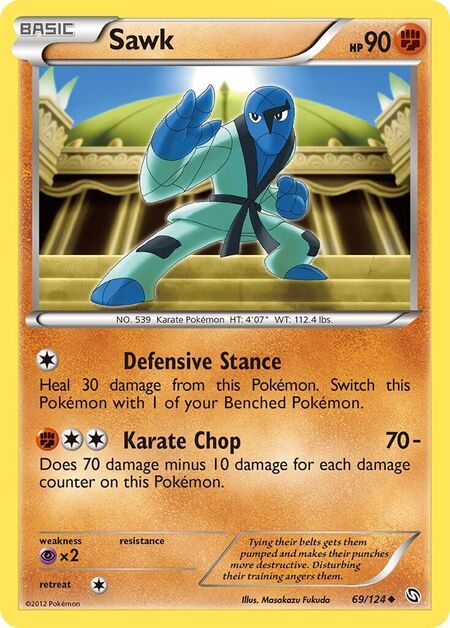 BASIC
Sawk
HP 90
NO. 539 Karate Pokémon HT: 4'07" WT: 112.4 lbs.
Defensive Stance
Heal 30 damage from this Pokémon. Switch this
Pokémon with 1 of your Benched Pokémon.
Karate Chop 70-
Does 70 damage minus 10 damage for each damage
counter on this Pokémon.
weakness resistance
×2
retreat
Tying their belts gets them
pumped and makes their punches
more destructive. Disturbing
their training angers them.
©2012 Pokémon
Illus. Masakazu Fukuda
69/124